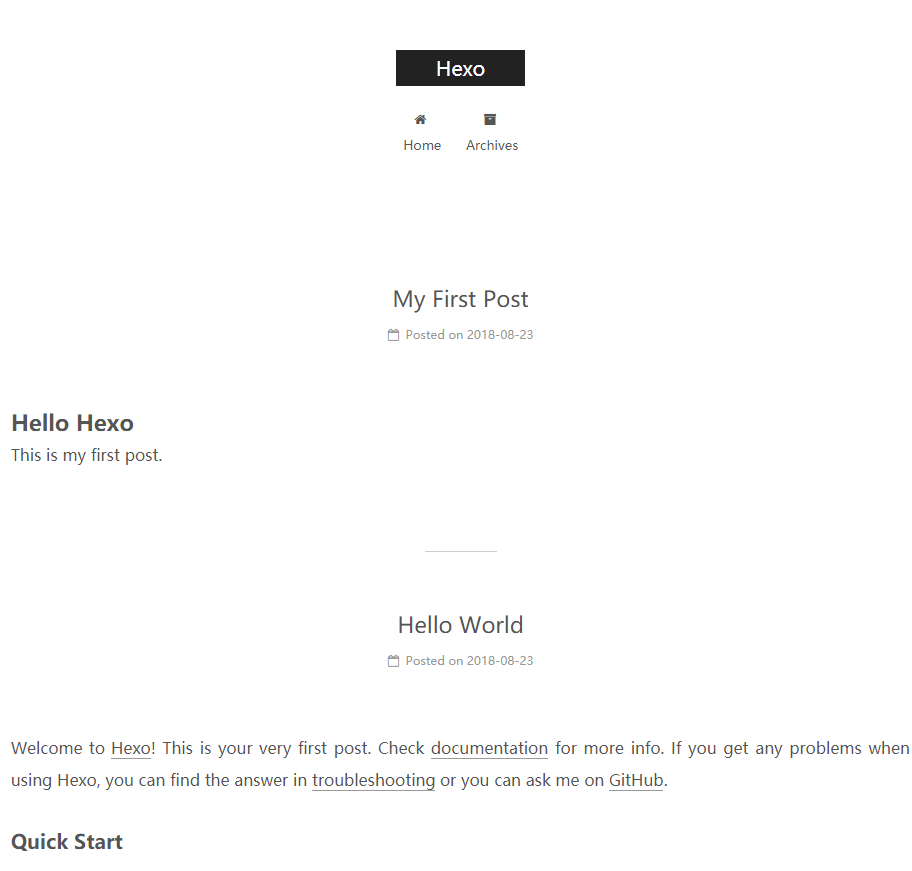 Hexo
Home Archives
My First Post
Posted on 2018-08-23
Hello Hexo
This is my first post.
Hello World
Posted on 2018-08-23
Welcome to Hexo! This is your very first post. Check documentation for more info. If you get any problems when
using Hexo, you can find the answer in troubleshooting or you can ask me on GitHub.
Quick Start